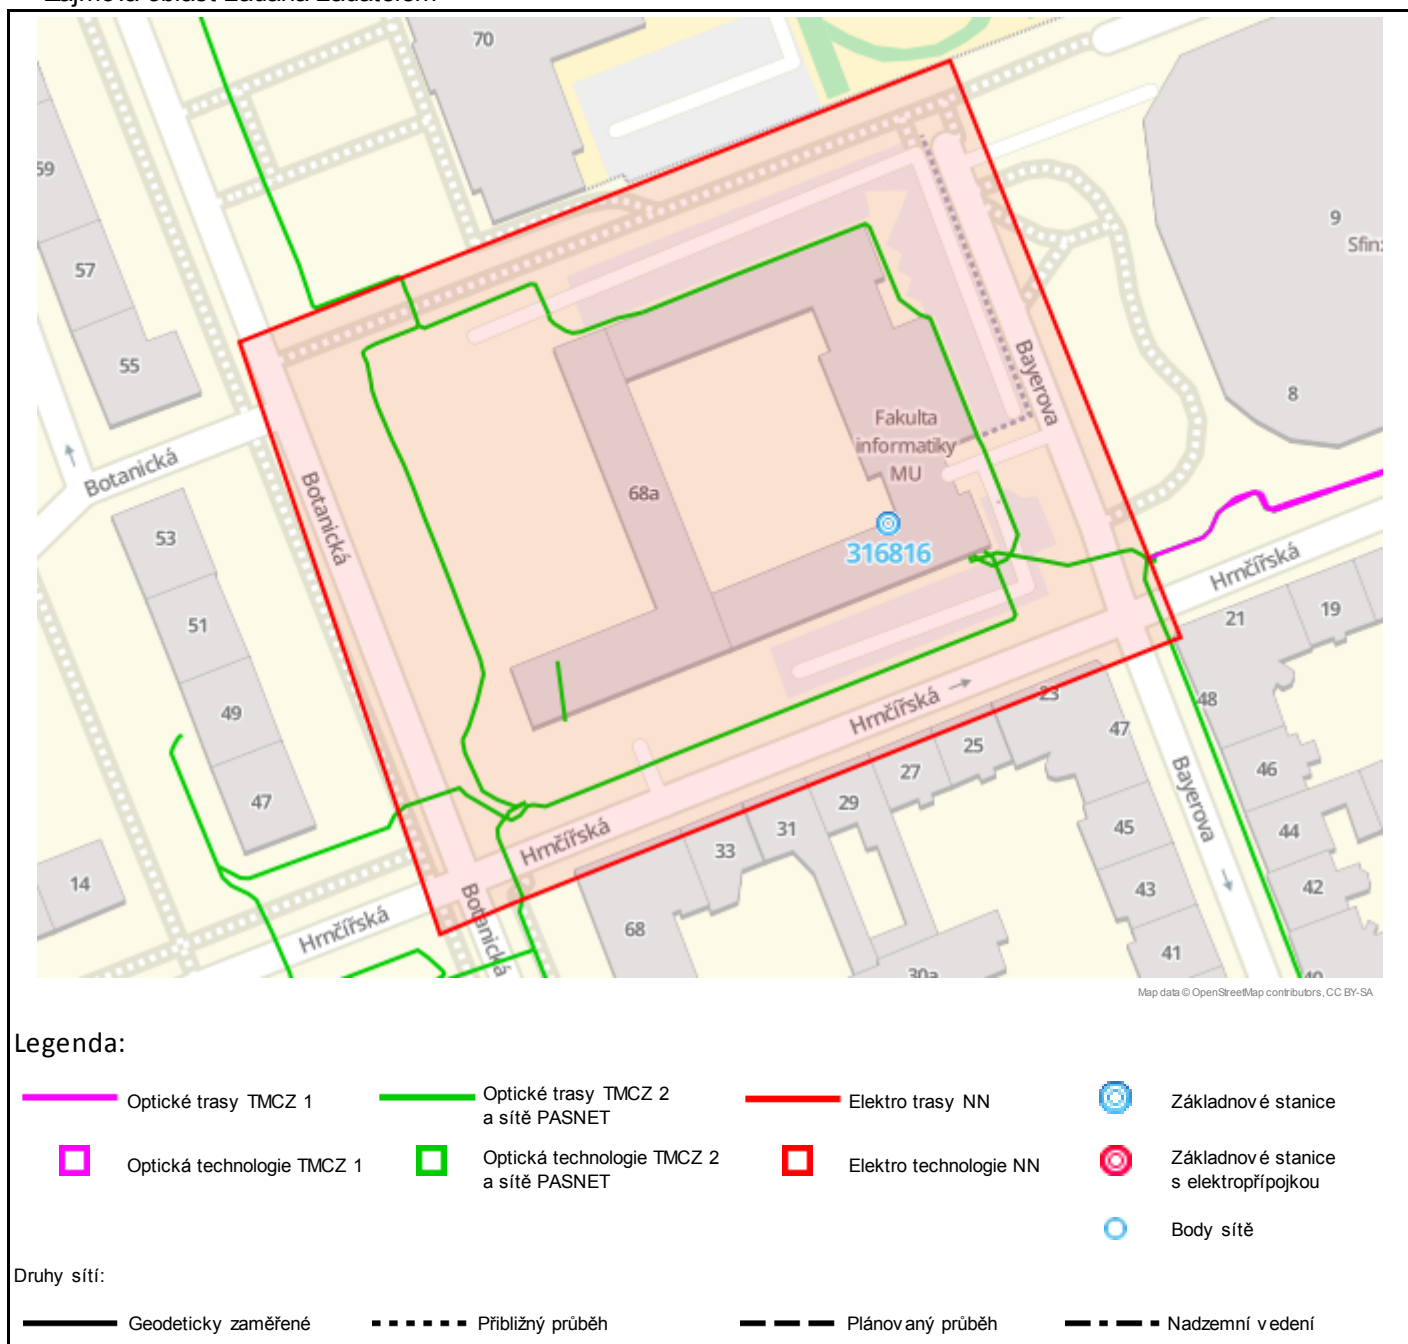 70
59
57
55
Botanická
Botanická
53
51
49
47
14
Hrnčířská
Botanická
68a
Fakulta
informatiky
MU
316816
Bayerova
9
8
Hrnčířská
21
19
Hrnčířská
Hrnčířská
23
25
27
29
31
33
68
30a
47
45
43
41
Bayerova
48
46
44
42
40
Map data © OpenStreetMap contributors, CC BY-SA
Legenda:
Optické trasy TMCZ 1
Optické trasy TMCZ 2
a sítě PASNET
Elektro trasy NN
Základnové stanice
Optická technologie TMCZ 1
Optická technologie TMCZ 2
a sítě PASNET
Elektro technologie NN
Základnové stanice
s elektropřípojkou
Body sítě
Druhy sítí:
Geodeticky zaměřené
Přibližný průběh
Plánovaný průběh
Nadzemní vedení